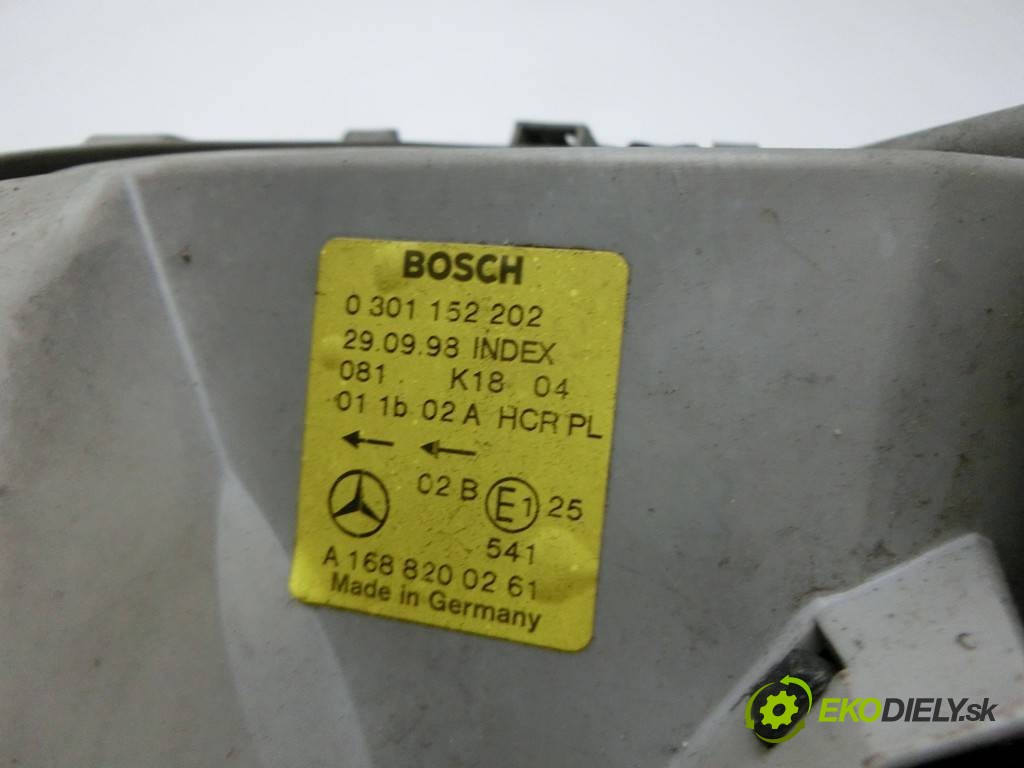 BOSCH
0 301 152 202
29.09.98 INDEX
081 K18 04
01 1b 02 A HCR PL
02 B E1 25
541
A 168 820 02 61
Made in Germany
EKODIELY.sk